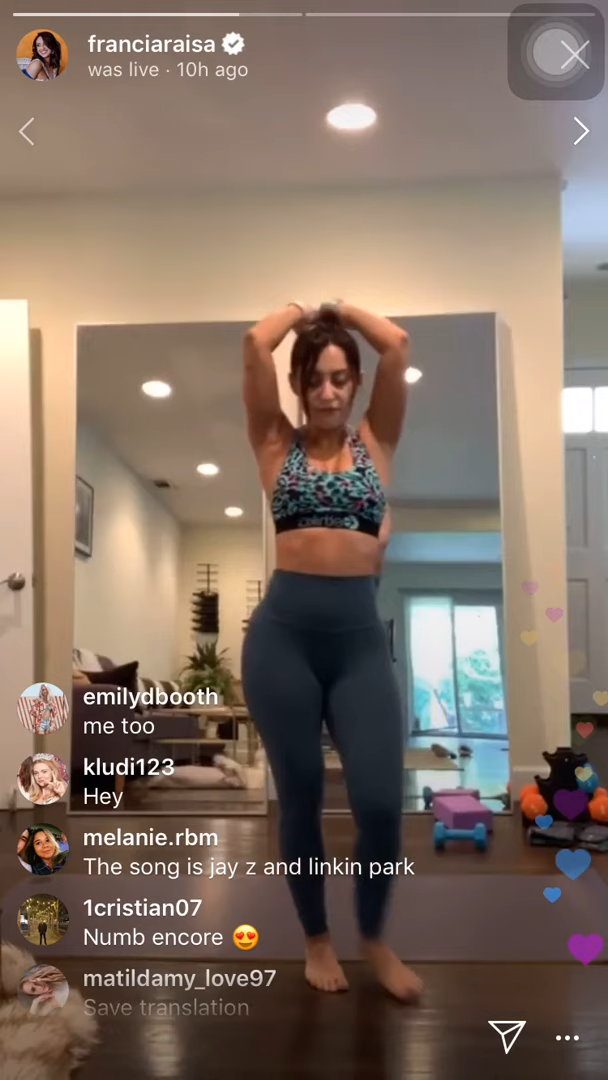 franciaraisa
was live · 10h ago
emilydbooth
me too
kludi123
Hey
melanie.rbm
The song is jay z and linkin park
1cristian07
Numb encore 😍
matildamy_love97
Save translation